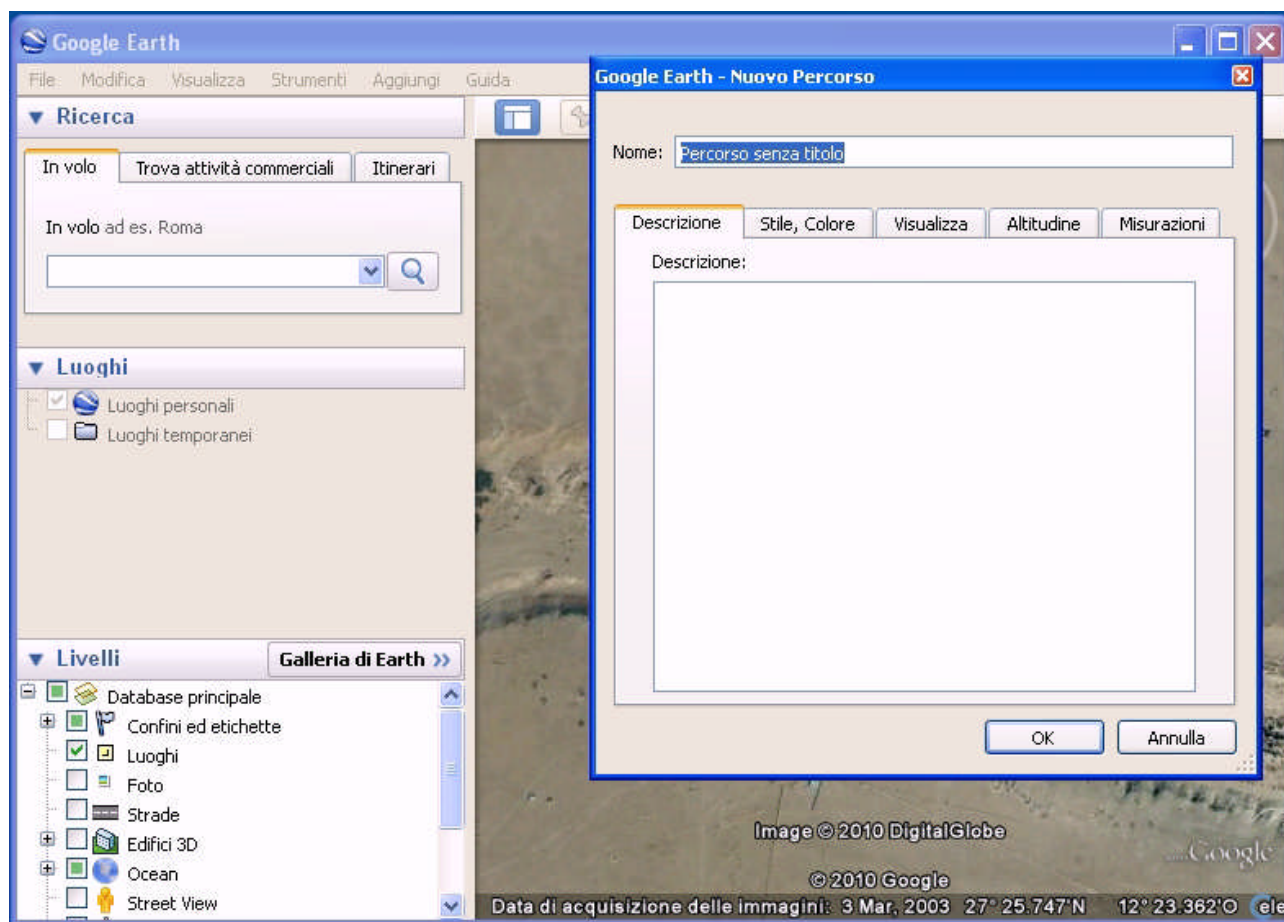 Google Earth
File Modifica Visualizza Strumenti Aggiungi Guida
Ricerca
In volo Trova attività commerciali Itinerari
In volo ad es. Roma
Luoghi
Luoghi personali
Luoghi temporanei
Livelli Galleria di Earth >>
Database principale
Confini ed etichette
Luoghi
Foto
Strade
Edifici 3D
Ocean
Street View
Google Earth - Nuovo Percorso
Nome: Percorso senza titolo
Descrizione Stile, Colore Visualizza Altitudine Misurazioni
Descrizione:
OK Annulla
Image © 2010 DigitalGlobe
Google
© 2010 Google
Data di acquisizione delle immagini: 3 Mar, 2003 27° 25.747'N 12° 23.362'O ele